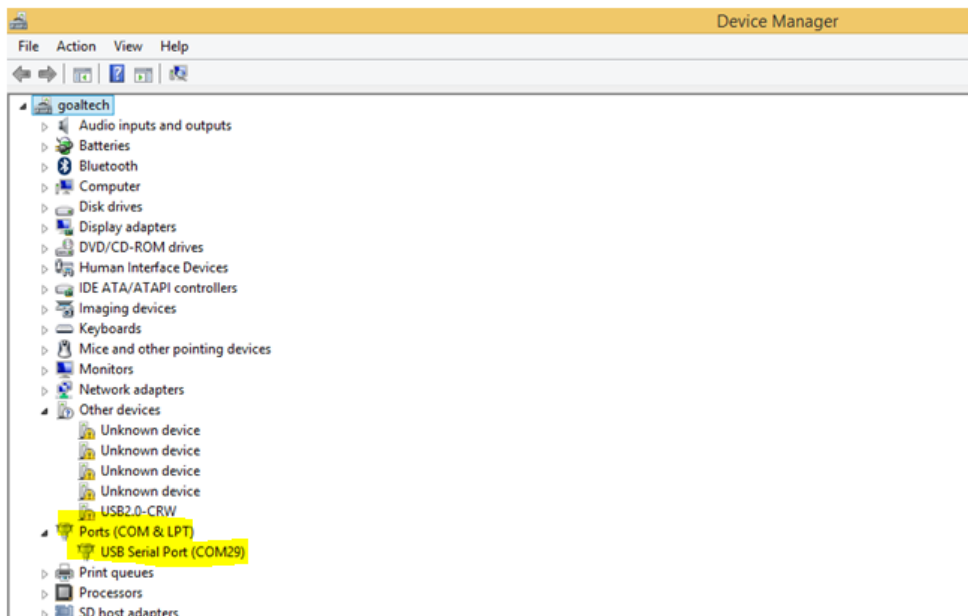 Device Manager
File Action View Help
goaltech
Audio inputs and outputs
Batteries
Bluetooth
Computer
Disk drives
Display adapters
DVD/CD-ROM drives
Human Interface Devices
IDE ATA/ATAPI controllers
Imaging devices
Keyboards
Mice and other pointing devices
Monitors
Network adapters
Other devices
Unknown device
Unknown device
Unknown device
Unknown device
USB2.0-CRW
Ports (COM & LPT)
USB Serial Port (COM29)
Print queues
Processors
SD host adapters